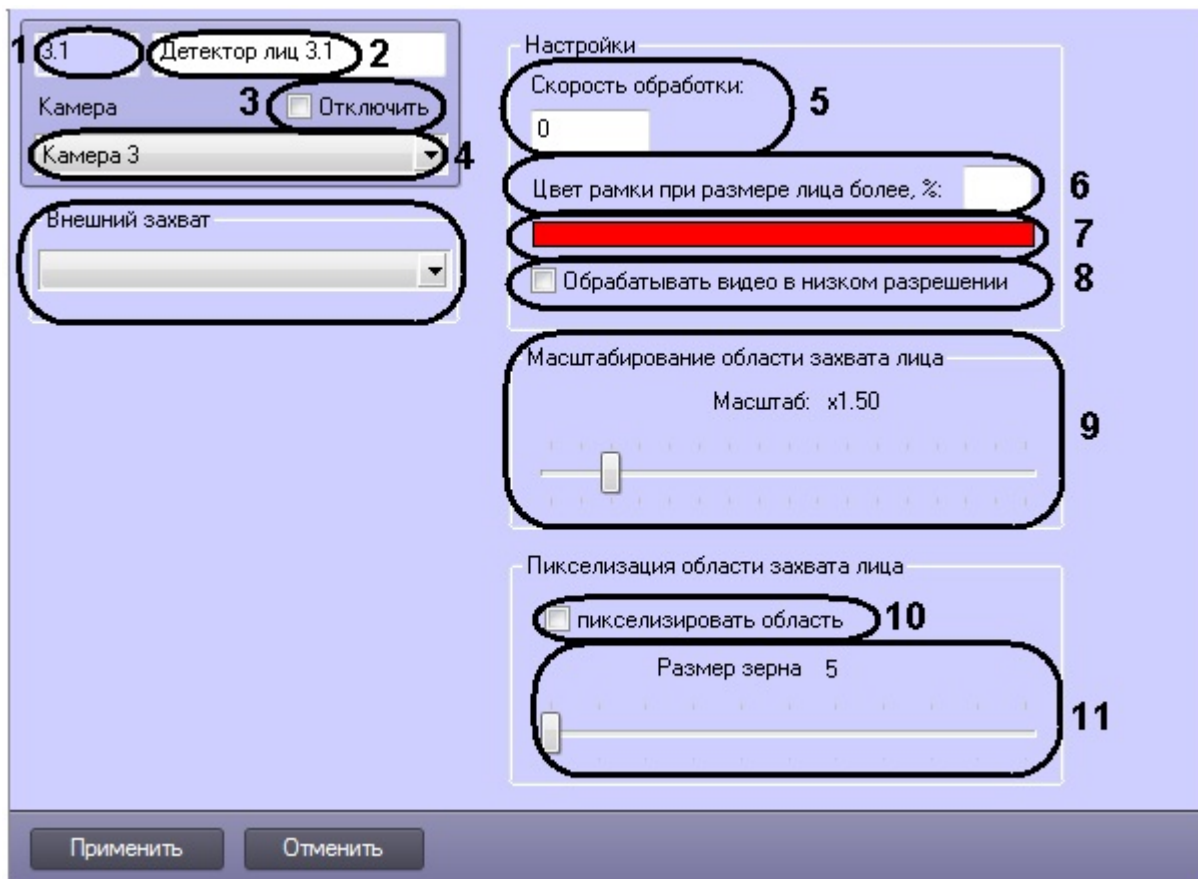 1 3.1 Детектор лиц 3.1 2
Камера 3 Отключить
Камера 3 4
Внешний захват
Настройки
Скорость обработки: 5
0
Цвет рамки при размере лица более, %: 6
7
Обрабатывать видео в низком разрешении 8
Масштабирование области захвата лица
Масштаб: x1.50
9
Пикселизация области захвата лица
пикселизировать область 10
Размер зерна 5
11
Применить Отменить